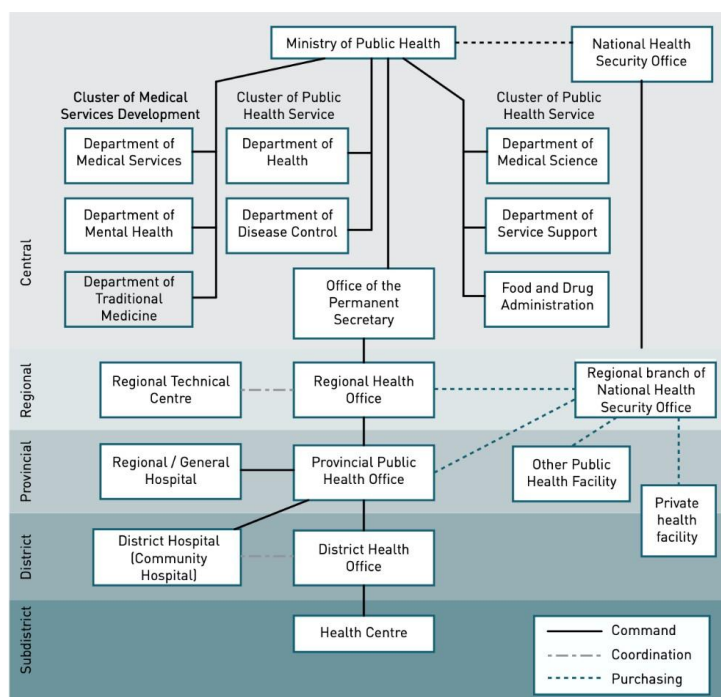 Ministry of Public Health
National Health
Security Office
Cluster of Medical
Services Development
Cluster of Public
Health Service
Cluster of Public
Health Service
Department of
Medical Services
Department of
Health
Department of
Medical Science
Department of
Mental Health
Department of
Disease Control
Department of
Service Support
Department of
Traditional
Medicine
Office of the
Permanent
Secretary
Food and Drug
Administration
Central
Regional Technical
Centre
Regional Health
Office
Regional branch of
National Health
Security Office
Regional
Regional / General
Hospital
Provincial Public
Health Office
Other Public
Health Facility
Private
health
facility
Provincial
District Hospital
(Community
Hospital)
District Health
Office
District
Health Centre
Subdistrict
Command
Coordination
Purchasing